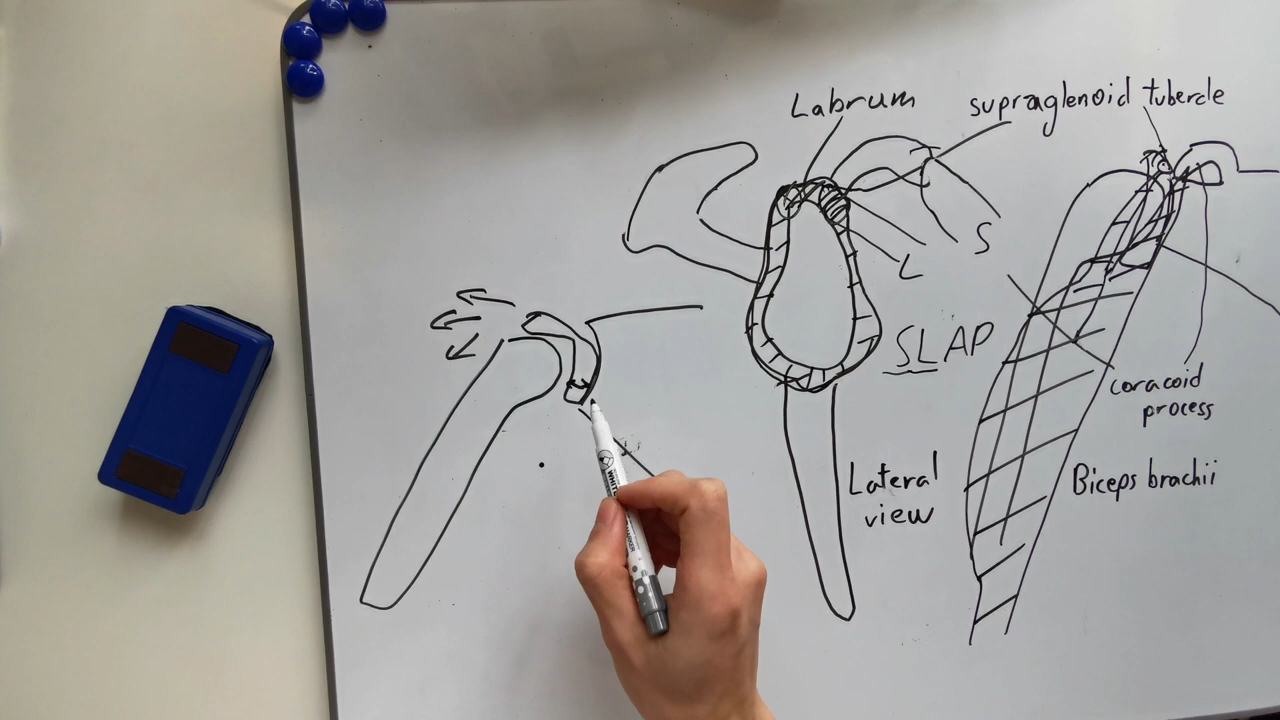 Labrum
supraglenoid tubercle
S
L
SLAP
coracoid
process
Lateral
view
Biceps brachii